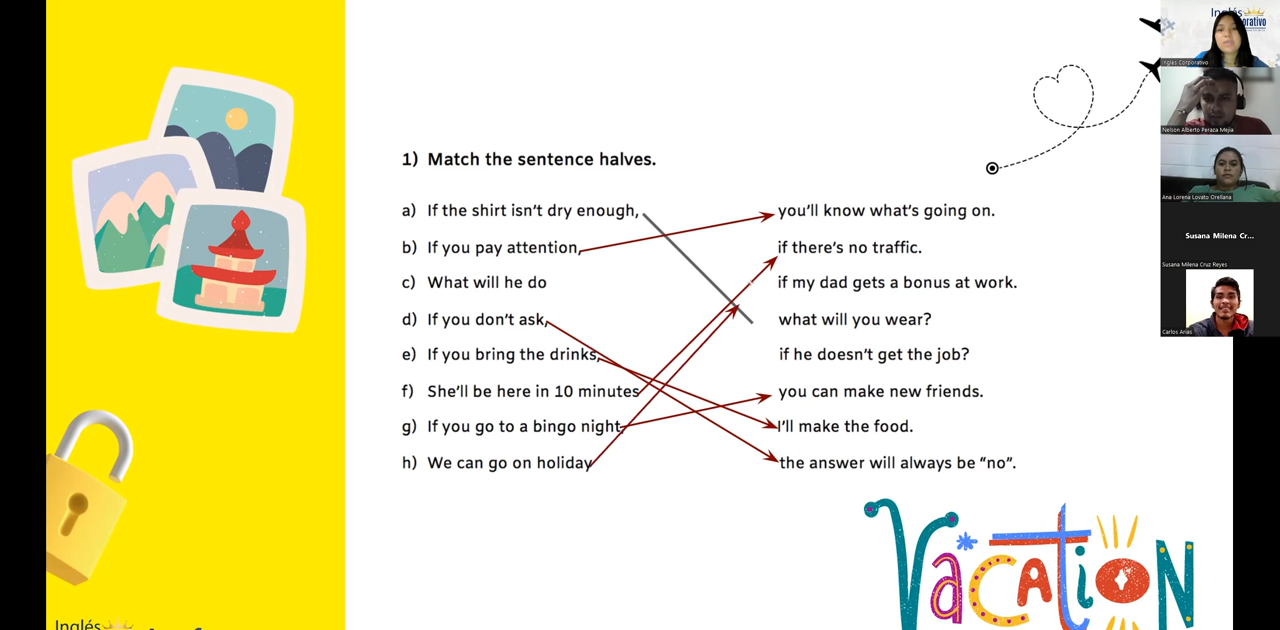 1) Match the sentence halves.
a) If the shirt isn't dry enough,
b) If you pay attention,
c) What will he do
d) If you don't ask,
e) If you bring the drinks,
f) She'll be here in 10 minutes
g) If you go to a bingo night,
h) We can go on holiday
you'll know what's going on.
if there's no traffic.
if my dad gets a bonus at work.
what will you wear?
if he doesn't get the job?
you can make new friends.
I'll make the food.
the answer will always be “no”.
VacatioN
Inglés
Inglés
orativo
Ingles Corporativo
Nelson Alberto Peraza Mejia
Ana Lorena Lovato Orellana
Susana Milena Cr...
Susana Milena Cruz Reyes
Carlos Arias